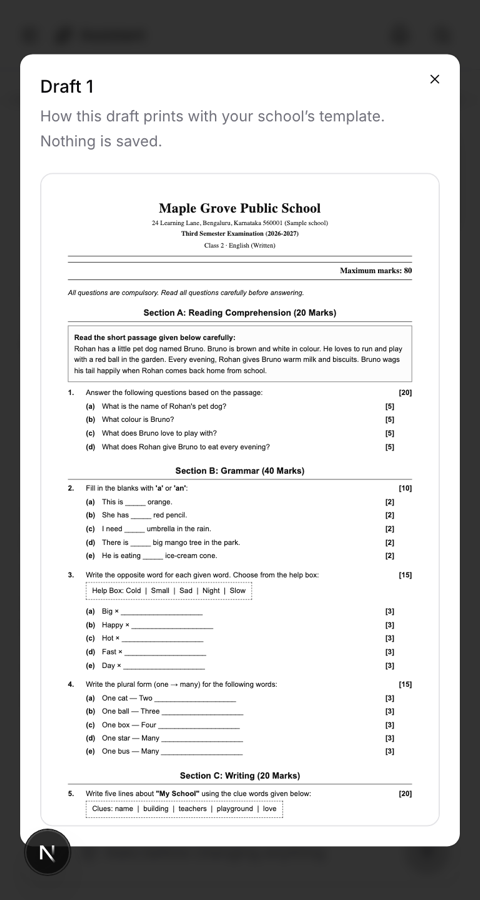 Draft 1
How this draft prints with your school's template.
Nothing is saved.
Maple Grove Public School
24 Learning Lane, Bengaluru, Karnataka 560001 (Sample school)
Third Semester Examination (2026-2027)
Class 2 · English (Written)
Maximum marks: 80
All questions are compulsory. Read all questions carefully before answering.
Section A: Reading Comprehension (20 Marks)
Read the short passage given below carefully:
Rohan has a little pet dog named Bruno. Bruno is brown and white in colour. He loves to run and play
with a red ball in the garden. Every evening, Rohan gives Bruno warm milk and biscuits. Bruno wags
his tail happily when Rohan comes back home from school.
1. Answer the following questions based on the passage: [20]
(a) What is the name of Rohan's pet dog? [5]
(b) What colour is Bruno? [5]
(c) What does Bruno love to play with? [5]
(d) What does Rohan give Bruno to eat every evening? [5]
Section B: Grammar (40 Marks)
2. Fill in the blanks with 'a' or 'an': [10]
(a) This is _____ orange. [2]
(b) She has _____ red pencil. [2]
(c) I need _____ umbrella in the rain. [2]
(d) There is _____ big mango tree in the park. [2]
(e) He is eating _____ ice-cream cone. [2]
3. Write the opposite word for each given word. Choose from the help box: [15]
Help Box: Cold | Small | Sad | Night | Slow
(a) Big × ____________________ [3]
(b) Happy × ____________________ [3]
(c) Hot × ____________________ [3]
(d) Fast × ____________________ [3]
(e) Day × ____________________ [3]
4. Write the plural form (one → many) for the following words: [15]
(a) One cat — Two ____________________ [3]
(b) One ball — Three ____________________ [3]
(c) One box — Four ____________________ [3]
(d) One star — Many ____________________ [3]
(e) One bus — Many ____________________ [3]
Section C: Writing (20 Marks)
5. Write five lines about "My School" using the clue words given below: [20]
Clues: name | building | teachers | playground | love
N